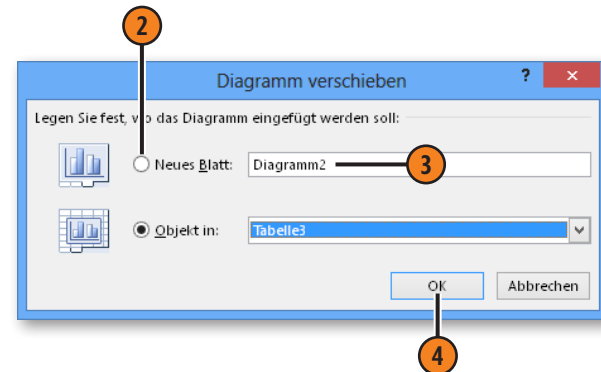 2
Diagramm verschieben ? ×
Legen Sie fest, wo das Diagramm eingefügt werden soll:
Neues Blatt: Diagramm2 3
Objekt in: Tabelle3
OK Abbrechen
4